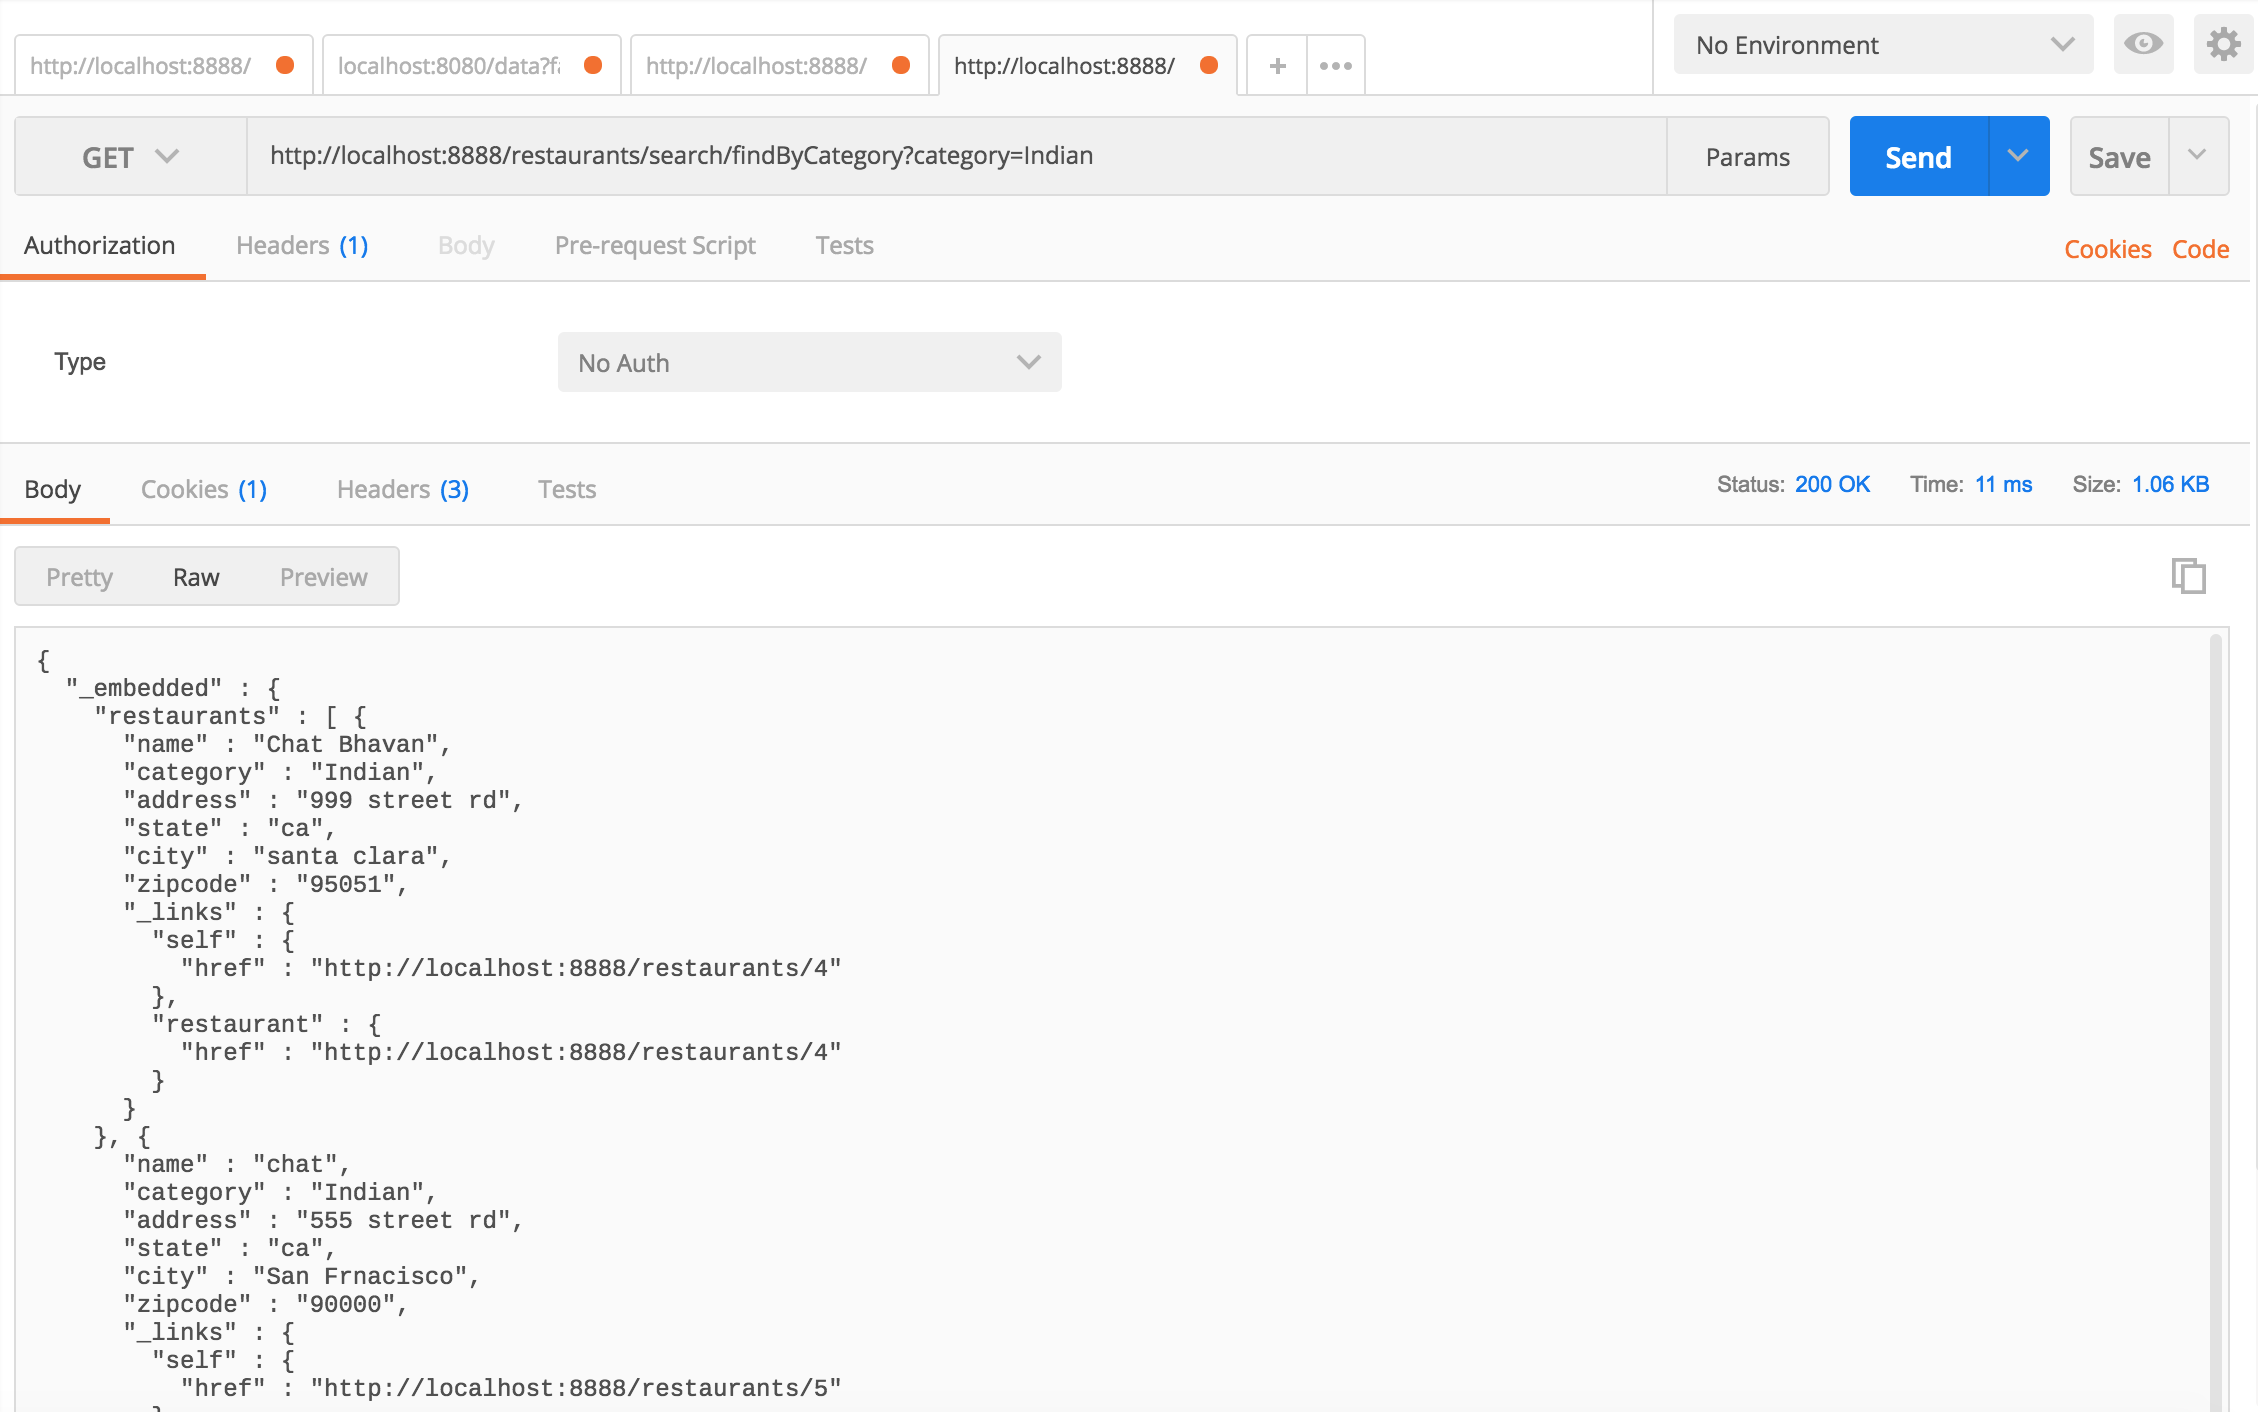 http://localhost:8888/ localhost:8080/data?f http://localhost:8888/ http://localhost:8888/ + No Environment
GET http://localhost:8888/restaurants/search/findByCategory?category=Indian Params Send Save
Authorization Headers (1) Body Pre-request Script Tests Cookies Code
Type No Auth
Body Cookies (1) Headers (3) Tests Status: 200 OK Time: 11 ms Size: 1.06 KB
Pretty Raw Preview
{
"_embedded" : {
"restaurants" : [ {
"name" : "Chat Bhavan",
"category" : "Indian",
"address" : "999 street rd",
"state" : "ca",
"city" : "santa clara",
"zipcode" : "95051",
"_links" : {
"self" : {
"href" : "http://localhost:8888/restaurants/4"
},
"restaurant" : {
"href" : "http://localhost:8888/restaurants/4"
}
}
}, {
"name" : "chat",
"category" : "Indian",
"address" : "555 street rd",
"state" : "ca",
"city" : "San Frnacisco",
"zipcode" : "90000",
"_links" : {
"self" : {
"href" : "http://localhost:8888/restaurants/5"